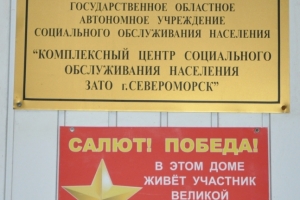 ГОСУДАРСТВЕННОЕ ОБЛАСТНОЕ
АВТОНОМНОЕ УЧРЕЖДЕНИЕ
СОЦИАЛЬНОГО ОБСЛУЖИВАНИЯ НАСЕЛЕНИЯ
“КОМПЛЕКСНЫЙ ЦЕНТР СОЦИАЛЬНОГО
ОБСЛУЖИВАНИЯ НАСЕЛЕНИЯ
ЗАТО г.СЕВЕРОМОРСК”
САЛЮТ! ПОБЕДА!
В ЭТОМ ДОМЕ
ЖИВЁТ УЧАСТНИК
ВЕЛИКОЙ